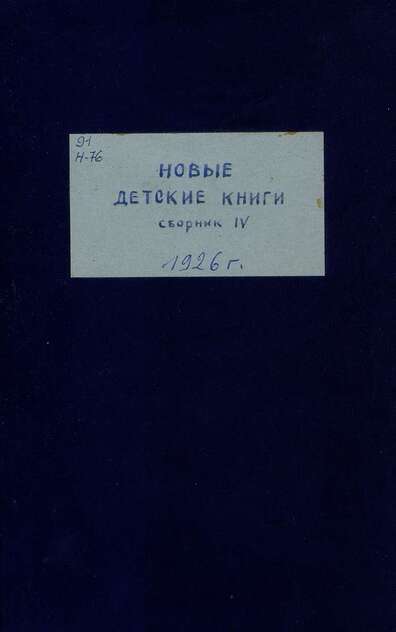 91
Н-76
НОВЫЕ
ДЕТСКИЕ КНИГИ
сборник IV
1926 г.